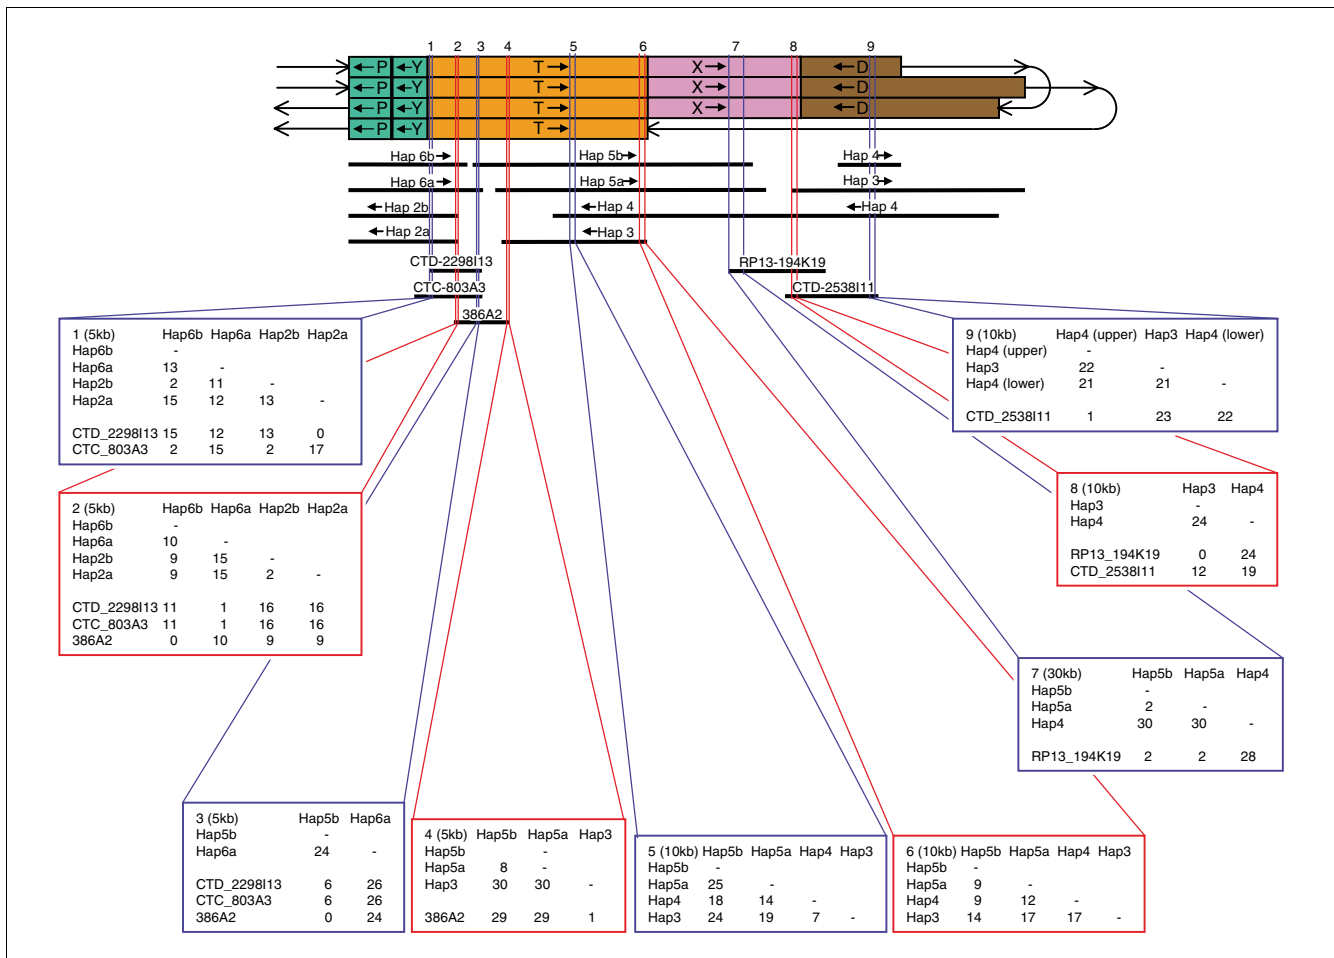 1 2 3 4 5 6 7 8 9
←P ←Y T→ X→ ←D
←P ←Y T→ X→ ←D
←P ←Y T→ X→ ←D
←P ←Y T→
Hap 6b→ Hap 5b→ Hap 4→
Hap 6a→ Hap 5a→ Hap 3→
←Hap 2b ←Hap 4 ←Hap 4
←Hap 2a ←Hap 3
CTD-2298I13 RP13-194K19
CTC-803A3 CTD-2538I11
386A2
1 (5kb) Hap6b Hap6a Hap2b Hap2a
Hap6b -
Hap6a 13 -
Hap2b 2 11 -
Hap2a 15 12 13 -
CTD_2298I13 15 12 13 0
CTC_803A3 2 15 2 17
9 (10kb) Hap4 (upper) Hap3 Hap4 (lower)
Hap4 (upper) -
Hap3 22 -
Hap4 (lower) 21 21 -
CTD_2538I11 1 23 22
2 (5kb) Hap6b Hap6a Hap2b Hap2a
Hap6b -
Hap6a 10 -
Hap2b 9 15 -
Hap2a 9 15 2 -
CTD_2298I13 11 1 16 16
CTC_803A3 11 1 16 16
386A2 0 10 9 9
8 (10kb) Hap3 Hap4
Hap3 -
Hap4 24 -
RP13_194K19 0 24
CTD_2538I11 12 19
7 (30kb) Hap5b Hap5a Hap4
Hap5b -
Hap5a 2 -
Hap4 30 30 -
RP13_194K19 2 2 28
3 (5kb) Hap5b Hap6a
Hap5b -
Hap6a 24 -
CTD_2298I13 6 26
CTC_803A3 6 26
386A2 0 24
4 (5kb) Hap5b Hap5a Hap3
Hap5b -
Hap5a 8 -
Hap3 30 30 -
386A2 29 29 1
5 (10kb) Hap5b Hap5a Hap4 Hap3
Hap5b -
Hap5a 25 -
Hap4 18 14 -
Hap3 24 19 7 -
6 (10kb) Hap5b Hap5a Hap4 Hap3
Hap5b -
Hap5a 9 -
Hap4 9 12 -
Hap3 14 17 17 -